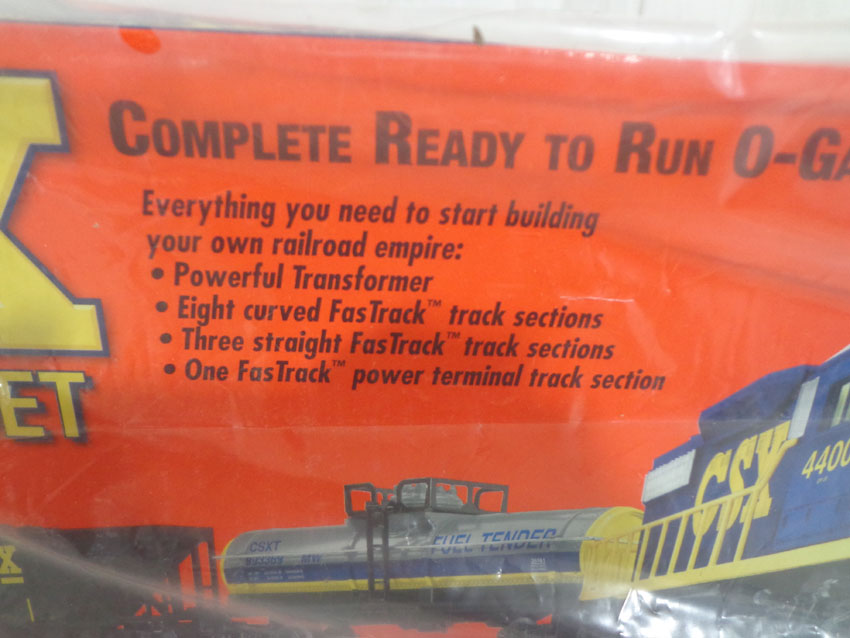 X
ET
COMPLETE READY TO RUN O-GA
Everything you need to start building
your own railroad empire:
• Powerful Transformer
• Eight curved FasTrack™ track sections
• Three straight FasTrack™ track sections
• One FasTrack™ power terminal track section
CSX
4400
CSXT
993369
FUEL TENDER
X